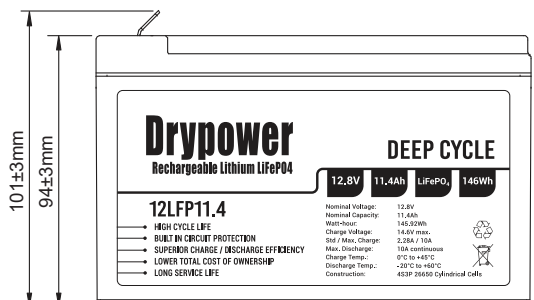 101±3mm
94±3mm
Drypower
Rechargeable Lithium LiFePO4
DEEP CYCLE
12.8V 11.4Ah LiFePO₄ 146Wh
12LFP11.4
HIGH CYCLE LIFE
BUILT IN CIRCUIT PROTECTION
SUPERIOR CHARGE / DISCHARGE EFFICIENCY
LOWER TOTAL COST OF OWNERSHIP
LONG SERVICE LIFE
Nominal Voltage: 12.8V
Nominal Capacity: 11,4Ah
Watt-hour: 145.92Wh
Charge Voltage: 14.6V max.
Std / Max, Charge: 2.28A / 10A
Max. Discharge: 10A continuous
Charge Temp.: 0°C to +45°C
Discharge Temp.: -20°C to +60°C
Construction: 4S3P 26650 Cylindrical Cells